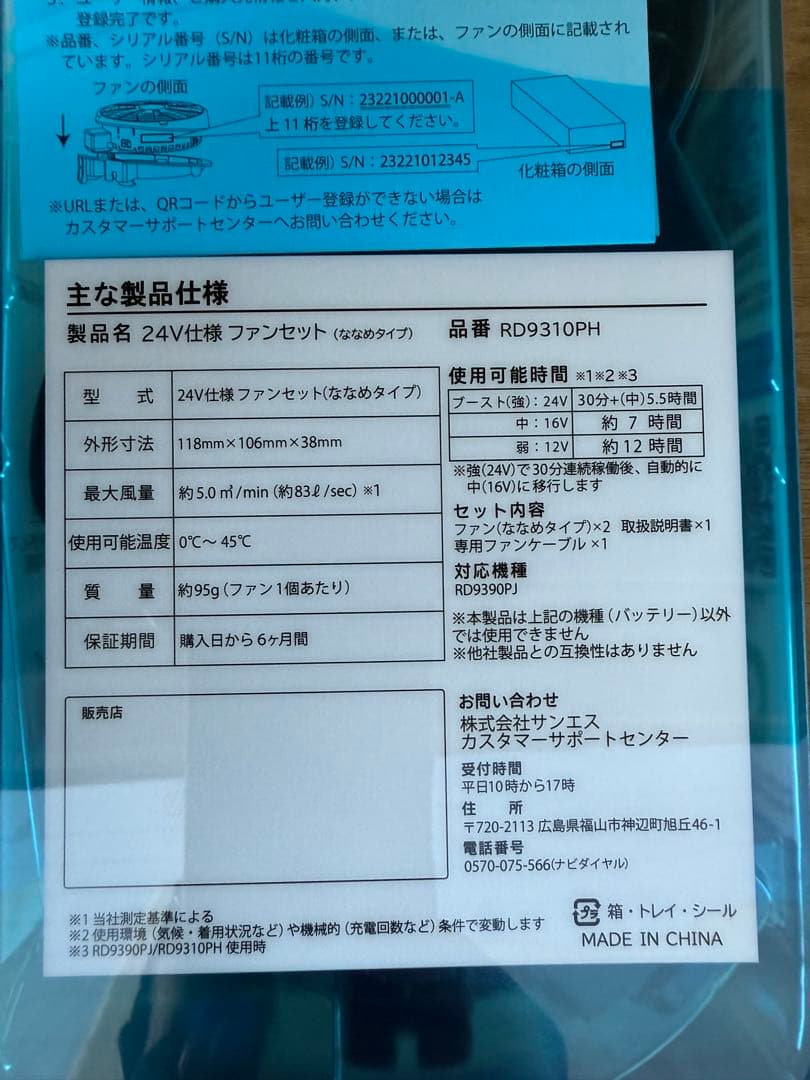 登録完了です。
※品番、シリアル番号（S/N）は化粧箱の側面、または、ファンの側面に記載され
ています。シリアル番号は11桁の番号です。
ファンの側面
記載例）S/N：23221000001-A
上11桁を登録してください。
記載例）S/N：23221012345
化粧箱の側面
※URLまたは、QRコードからユーザー登録ができない場合は
カスタマーサポートセンターへお問い合わせください。
主な製品仕様
製品名 24V仕様 ファンセット（ななめタイプ） 品番 RD9310PH
型 式 24V仕様 ファンセット(ななめタイプ)
外形寸法 118mm×106mm×38mm
最大風量 約5.0㎥/min（約83ℓ/sec）※1
使用可能温度 0℃～45℃
質 量 約95g（ファン1個あたり）
保証期間 購入日から6ヶ月間
使用可能時間 ※1※2※3
ブースト(強)：24V 30分+(中)5.5時間
中：16V 約 7 時間
弱：12V 約12時間
※強(24V)で30分連続稼働後、自動的に
中(16V)に移行します
セット内容
ファン(ななめタイプ)×2 取扱説明書×1
専用ファンケーブル×1
対応機種
RD9390PJ
※本製品は上記の機種（バッテリー）以外
では使用できません
※他社製品との互換性はありません
販売店
お問い合わせ
株式会社サンエス
カスタマーサポートセンター
受付時間
平日10時から17時
住 所
〒720-2113 広島県福山市神辺町旭丘46-1
電話番号
0570-075-566(ナビダイヤル)
※1 当社測定基準による
※2 使用環境（気候・着用状況など）や機械的（充電回数など）条件で変動します
※3 RD9390PJ/RD9310PH 使用時
プラ 箱・トレイ・シール
MADE IN CHINA